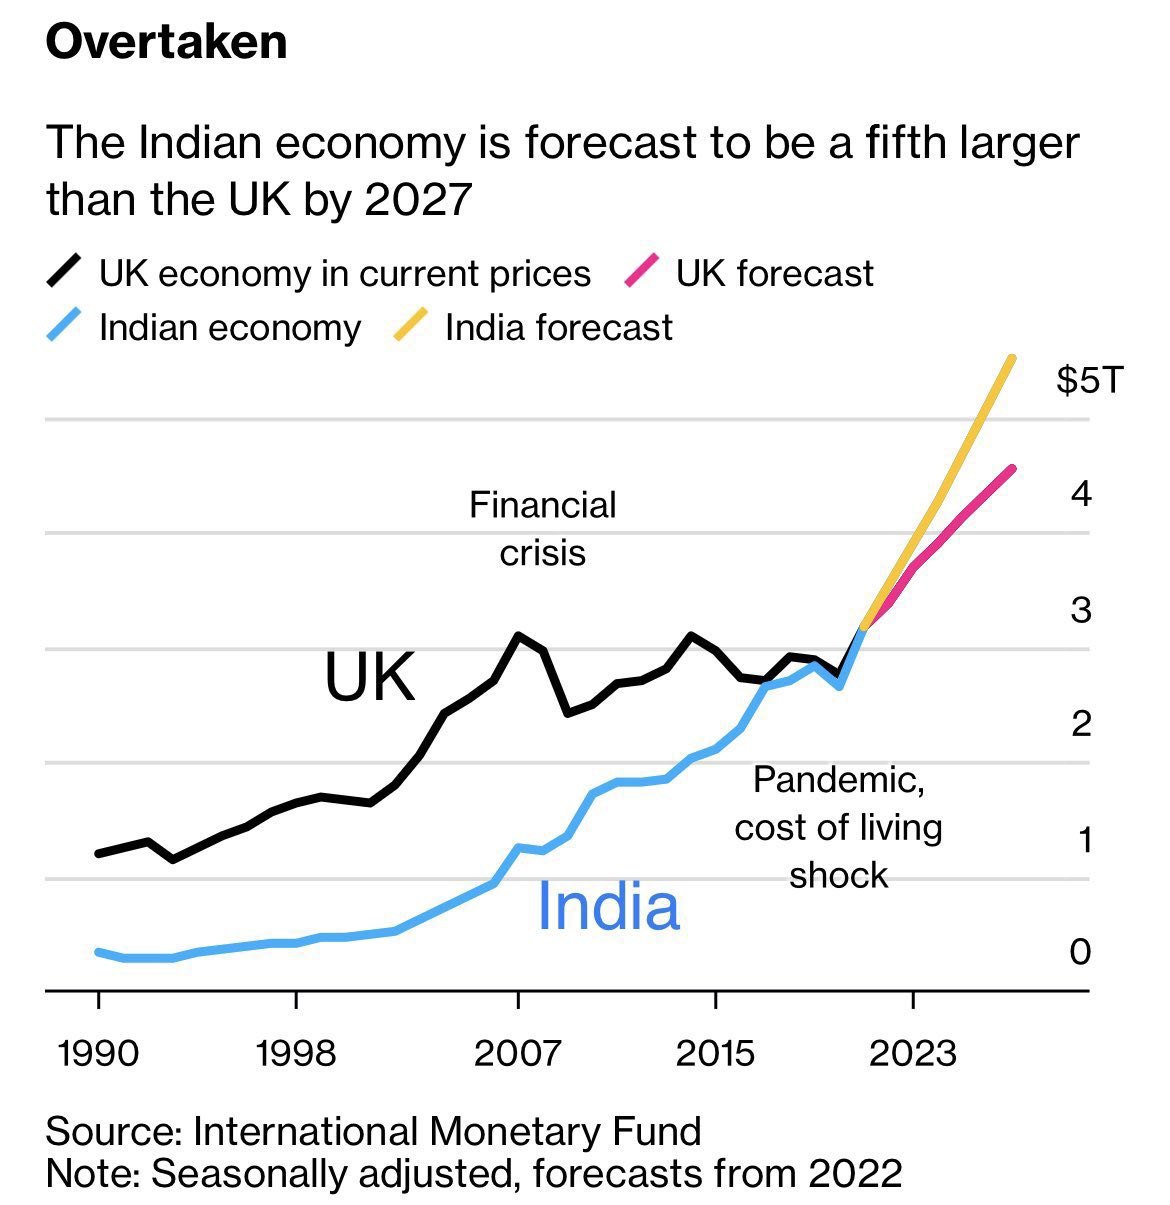 Overtaken
The Indian economy is forecast to be a fifth larger
than the UK by 2027
UK economy in current prices UK forecast
Indian economy India forecast
$5T
4
Financial
crisis
3
UK
2
Pandemic,
cost of living
shock
1
India
0
1990 1998 2007 2015 2023
Source: International Monetary Fund
Note: Seasonally adjusted, forecasts from 2022